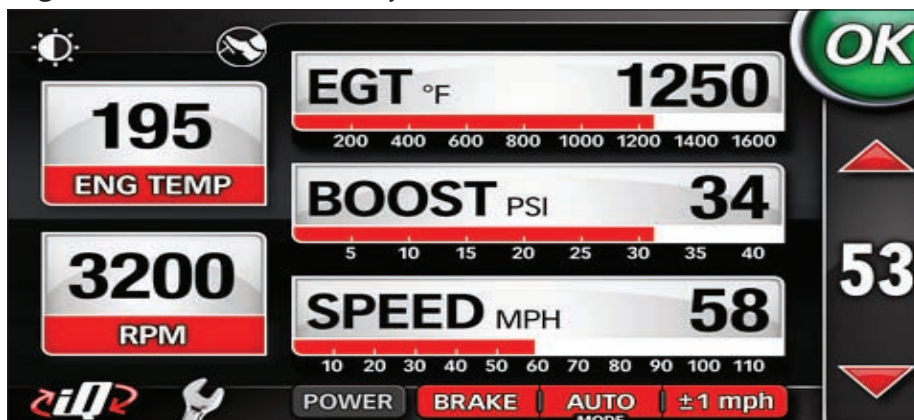 OK
195
ENG TEMP
3200
RPM
EGT °F 1250
200 400 600 800 1000 1200 1400 1600
BOOST PSI 34
5 10 15 20 25 30 35 40
SPEED MPH 58
10 20 30 40 50 60 70 80 90 100 110
53
iQ
POWER BRAKE AUTO ±1 mph
MODE